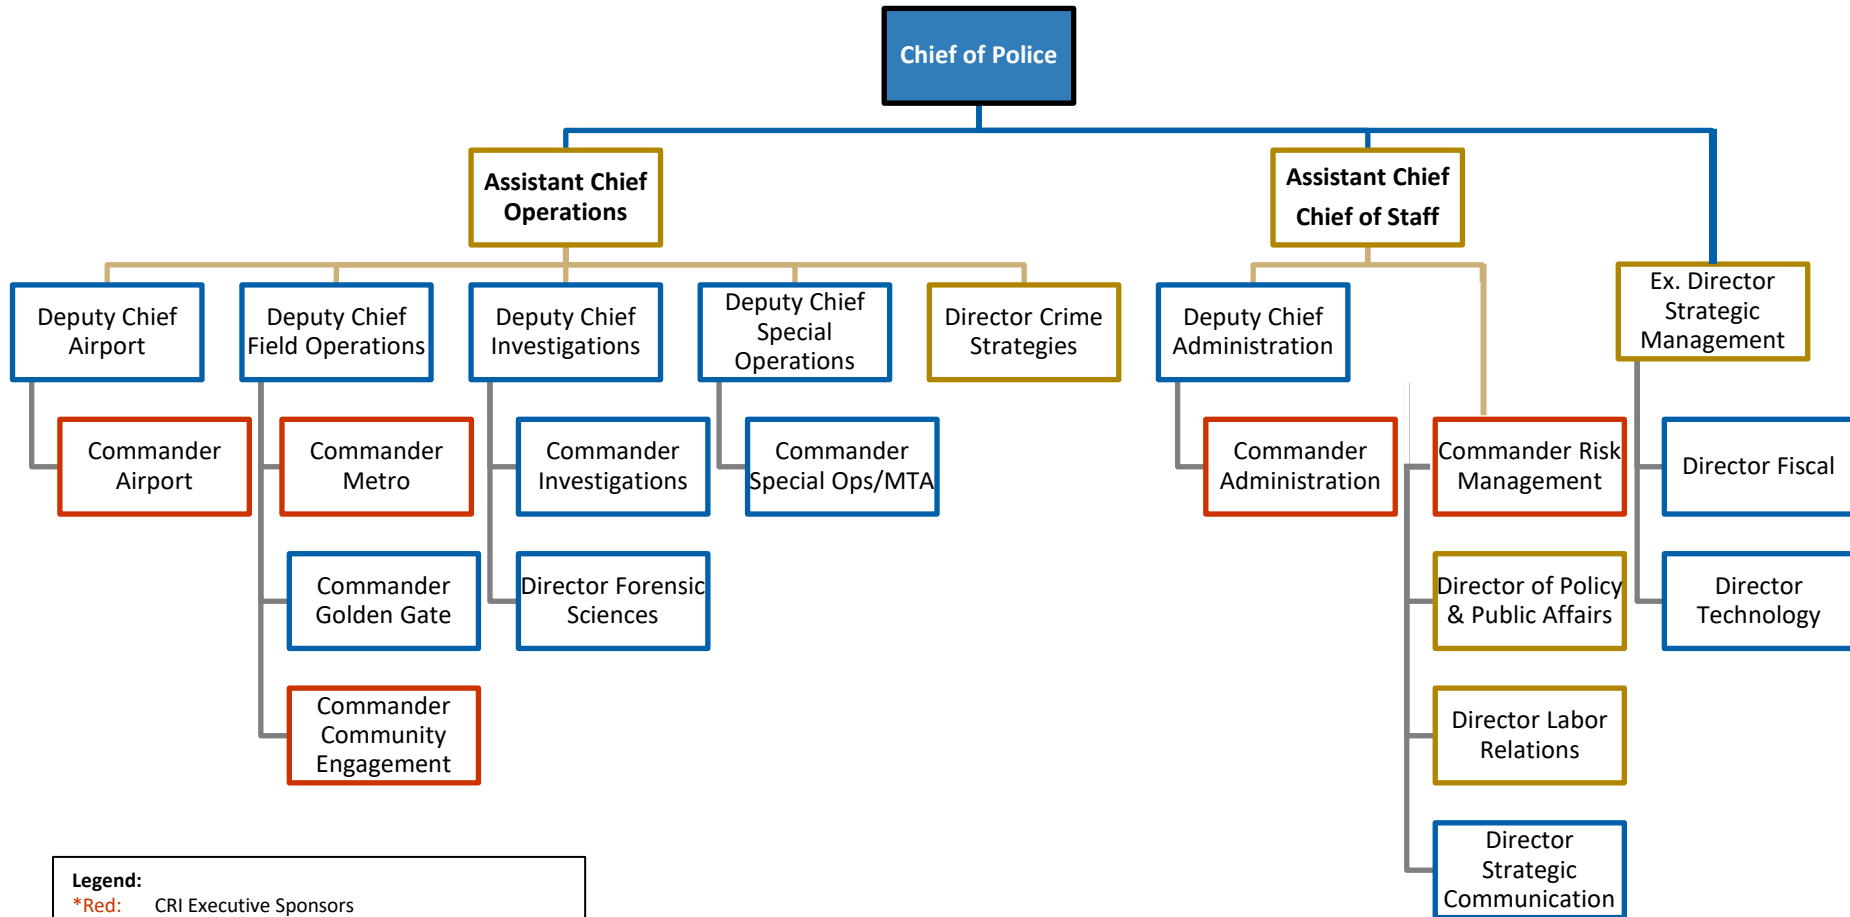 Chief of Police
Assistant Chief
Operations
Assistant Chief
Chief of Staff
Deputy Chief
Airport
Deputy Chief
Field Operations
Deputy Chief
Investigations
Deputy Chief
Special
Operations
Director Crime
Strategies
Deputy Chief
Administration
Ex. Director
Strategic
Management
Commander
Airport
Commander
Metro
Commander
Investigations
Commander
Special Ops/MTA
Commander
Administration
Commander Risk
Management
Director Fiscal
Commander
Golden Gate
Director Forensic
Sciences
Director of Policy
& Public Affairs
Director
Technology
Commander
Community
Engagement
Director Labor
Relations
Director
Strategic
Communication
Legend:
*Red: CRI Executive Sponsors